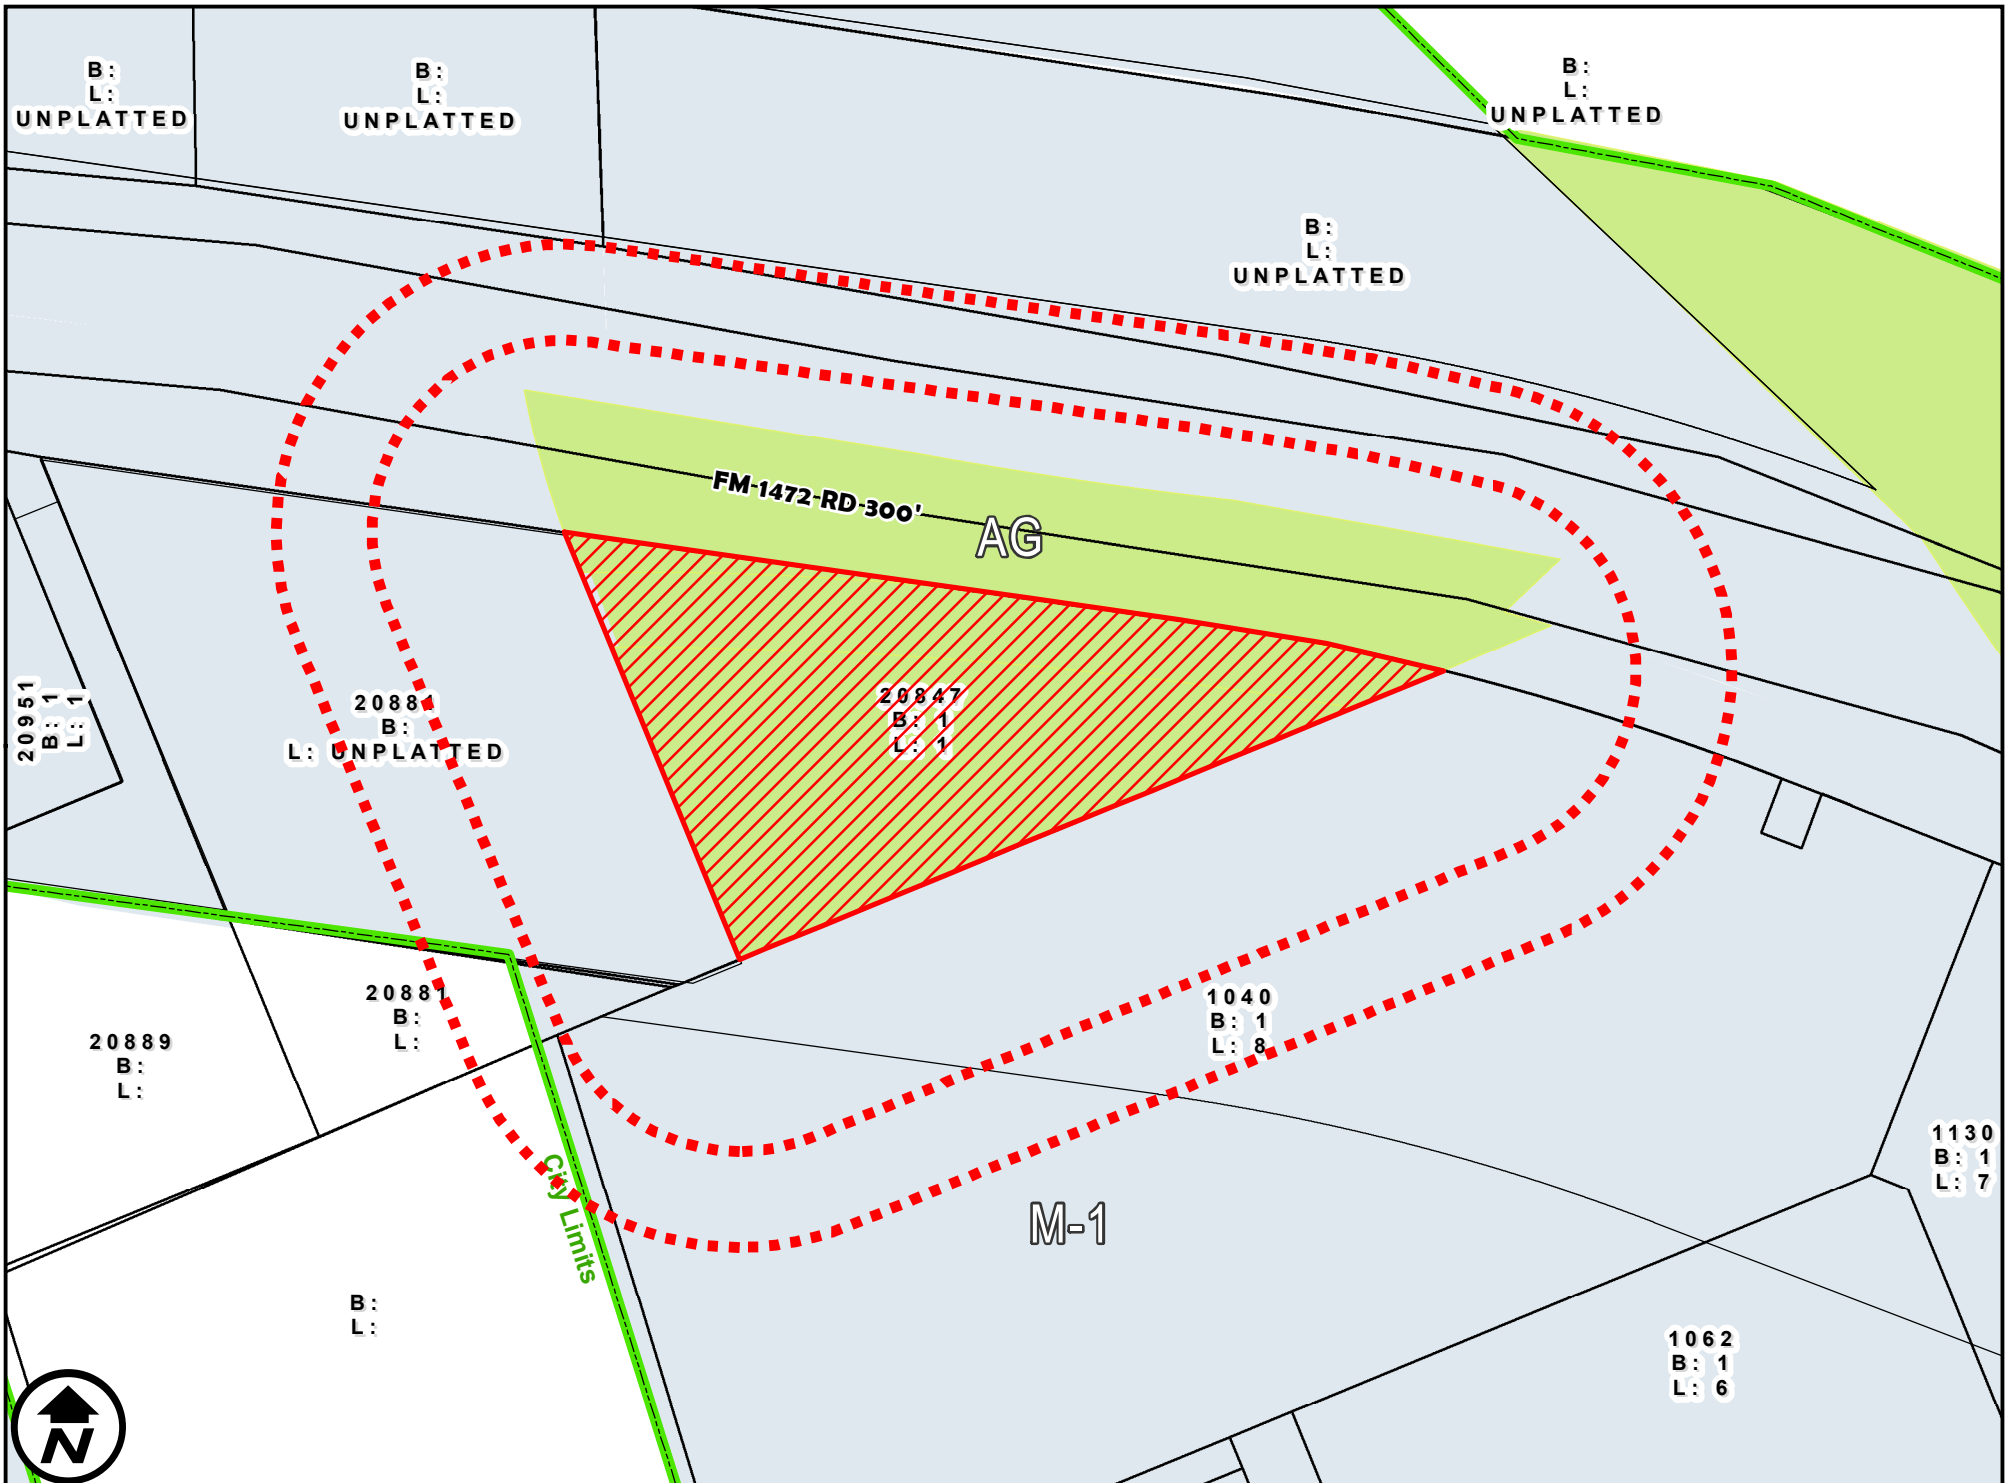 B:
L:
UNPLATTED
B:
L:
UNPLATTED
B:
L:
UNPLATTED
B:
L:
UNPLATTED
FM 1472 RD 300'
AG
20951
B: 1
L: 1
20881
B:
L: UNPLATTED
20847
B: 1
L: 1
20881
B:
L:
20889
B:
L:
1040
B: 1
L: 8
1130
B: 1
L: 7
City Limits
M-1
B:
L:
1062
B: 1
L: 6
N